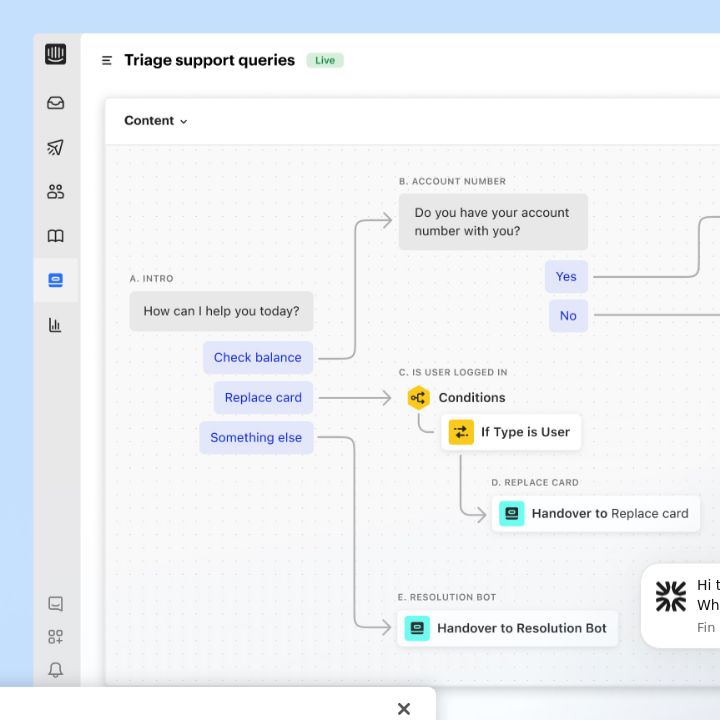 Triage support queries
Live
Content
B. ACCOUNT NUMBER
Do you have your account
number with you?
Yes
No
A. INTRO
How can I help you today?
Check balance
Replace card
Something else
C. IS USER LOGGED IN
Conditions
If Type is User
D. REPLACE CARD
Handover to Replace card
E. RESOLUTION BOT
Handover to Resolution Bot
Hi
Fin